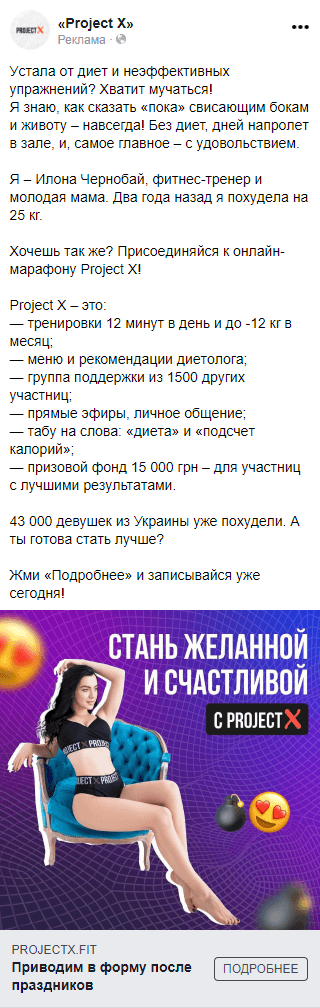 PROJECTX
«Project X»
Реклама ·
Устала от диет и неэффективных
упражнений? Хватит мучаться!
Я знаю, как сказать «пока» свисающим бокам
и животу – навсегда! Без диет, дней напролет
в зале, и, самое главное – с удовольствием.
Я – Илона Чернобай, фитнес-тренер и
молодая мама. Два года назад я похудела на
25 кг.
Хочешь так же? Присоединяйся к онлайн-
марафону Project X!
Project X – это:
— тренировки 12 минут в день и до -12 кг в
месяц;
— меню и рекомендации диетолога;
— группа поддержки из 1500 других
участниц;
— прямые эфиры, личное общение;
— табу на слова: «диета» и «подсчет
калорий»;
— призовой фонд 15 000 грн – для участниц
с лучшими результатами.
43 000 девушек из Украины уже похудели. А
ты готова стать лучше?
Жми «Подробнее» и записывайся уже
сегодня!
СТАНЬ ЖЕЛАННОЙ
И СЧАСТЛИВОЙ
С PROJECTX
PROJECTX.FIT
Приводим в форму после
праздников
ПОДРОБНЕЕ